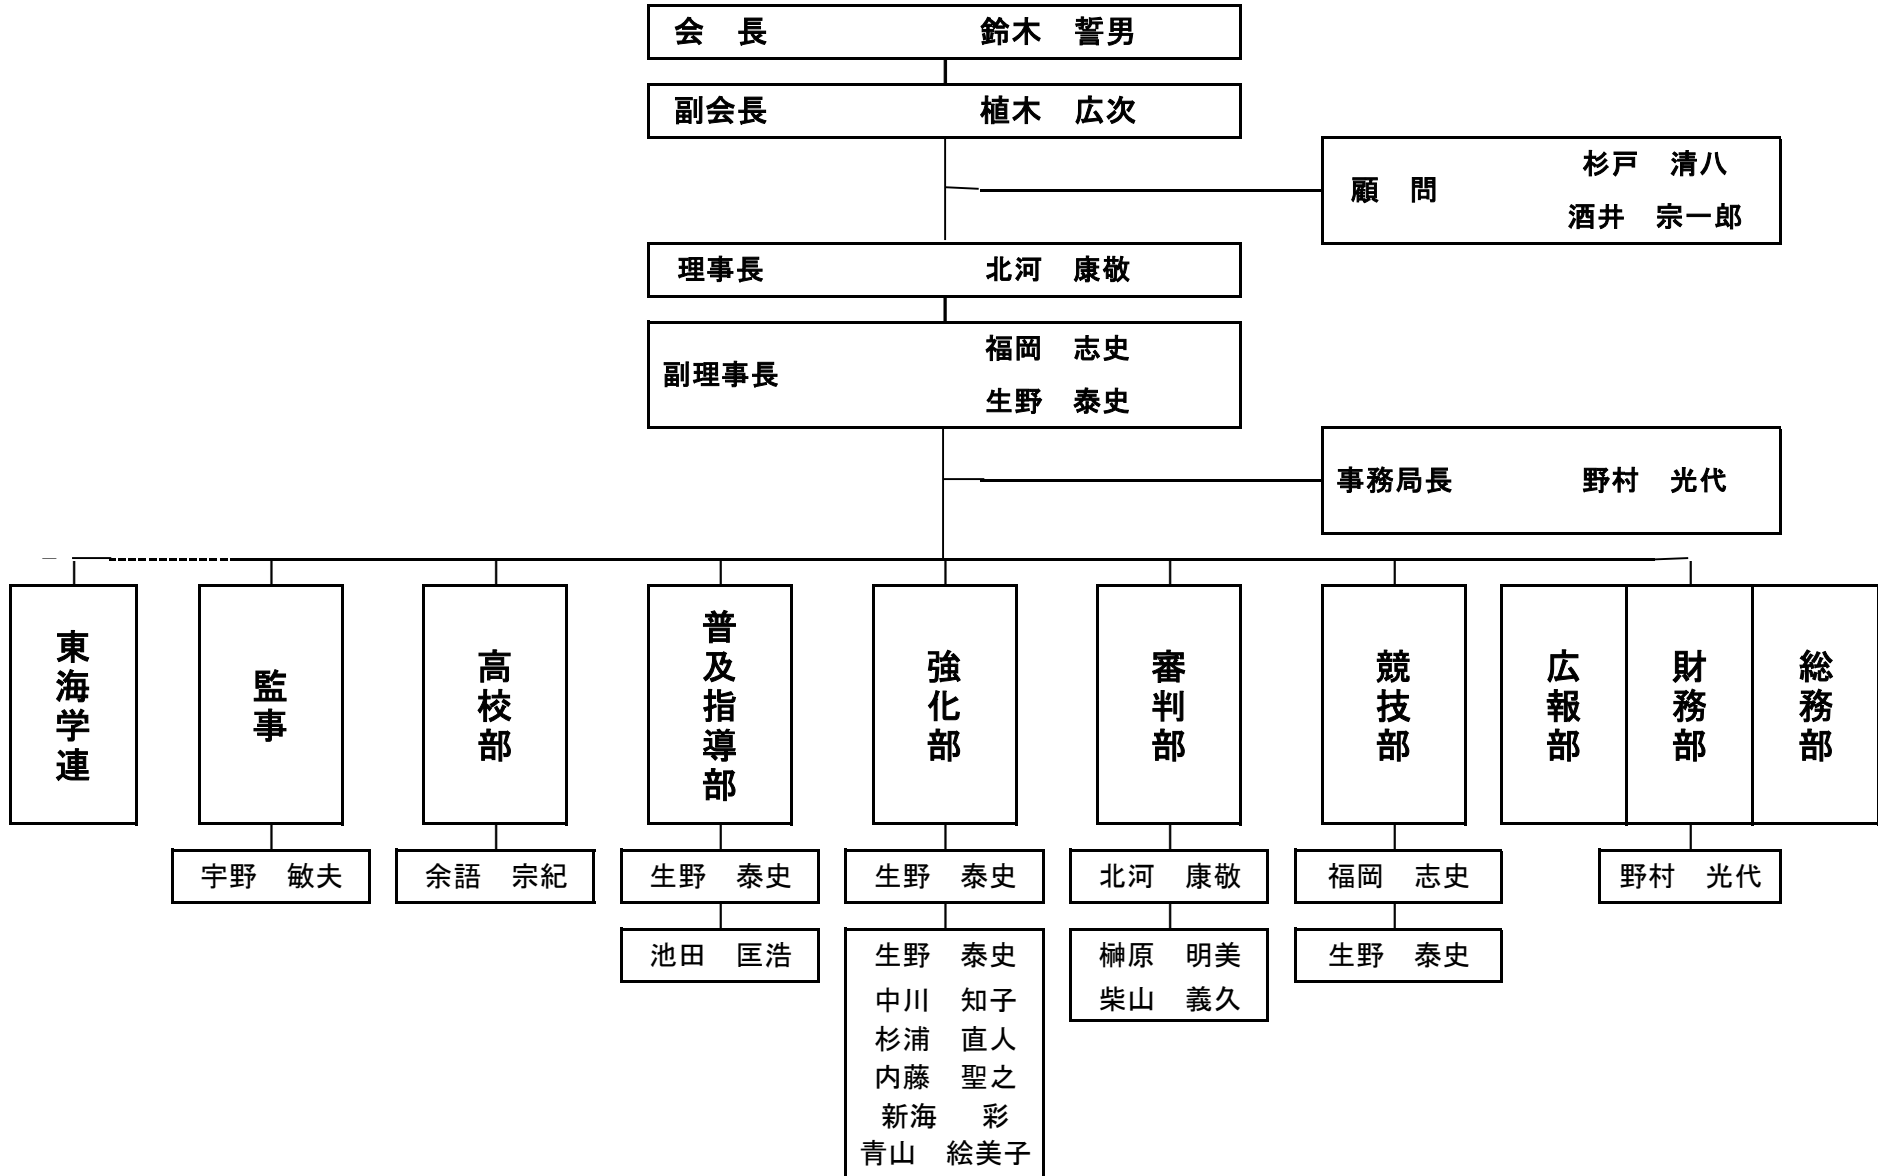 会　長　鈴木　誓男
副会長　植木　広次
顧　問
杉戸　清八
酒井　宗一郎
理事長　北河　康敬
副理事長
福岡　志史
生野　泰史
事務局長　野村　光代
東海学連
監事
高校部
普及指導部
強化部
審判部
競技部
広報部
財務部
総務部
宇野　敏夫
余語　宗紀
生野　泰史
生野　泰史
北河　康敬
福岡　志史
野村　光代
池田　匡浩
生野　泰史
中川　知子
杉浦　直人
内藤　聖之
新海　彩
青山　絵美子
榊原　明美
柴山　義久
生野　泰史